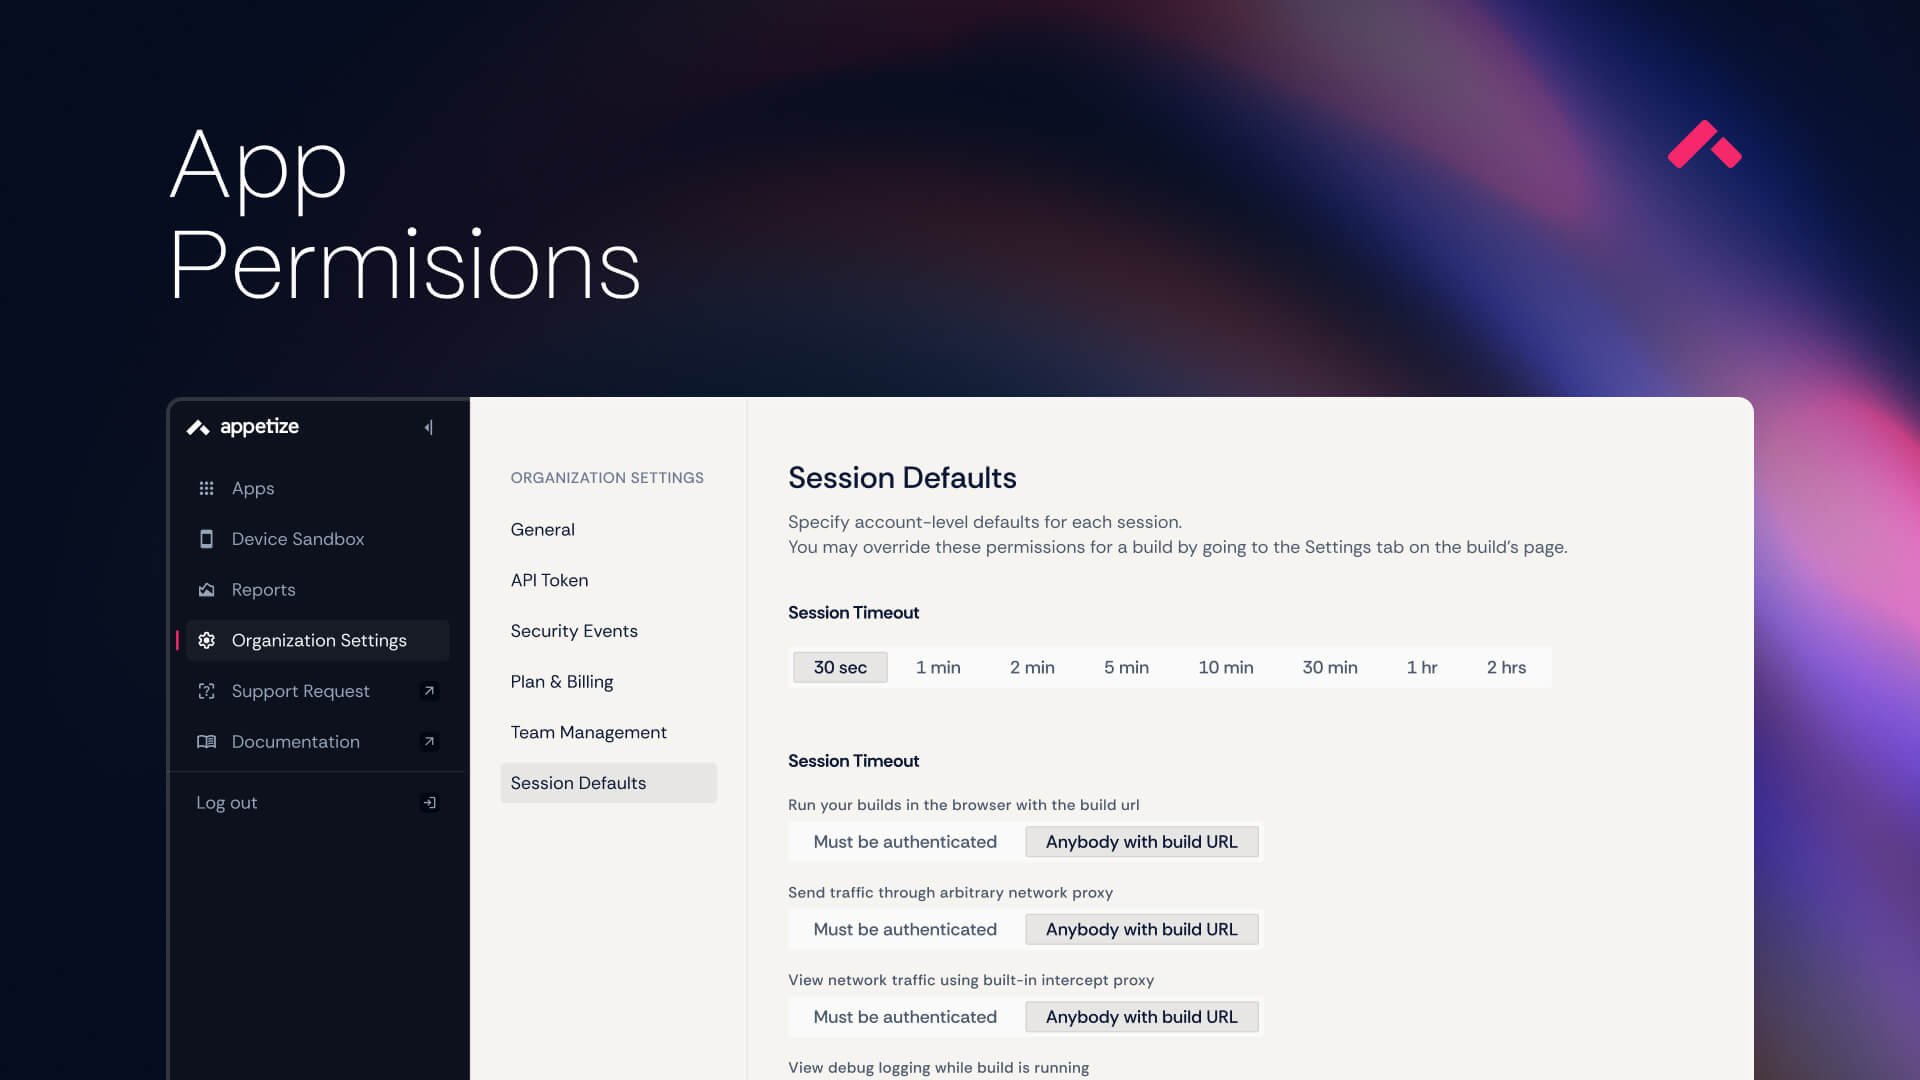 App
Permisions
appetize
Apps
Device Sandbox
Reports
Organization Settings
Support Request
Documentation
Log out
ORGANIZATION SETTINGS
General
API Token
Security Events
Plan & Billing
Team Management
Session Defaults
Session Defaults
Specify account-level defaults for each session.
You may override these permissions for a build by going to the Settings tab on the build's page.
Session Timeout
30 sec 1 min 2 min 5 min 10 min 30 min 1 hr 2 hrs
Session Timeout
Run your builds in the browser with the build url
Must be authenticated Anybody with build URL
Send traffic through arbitrary network proxy
Must be authenticated Anybody with build URL
View network traffic using built-in intercept proxy
Must be authenticated Anybody with build URL
View debug logging while build is running